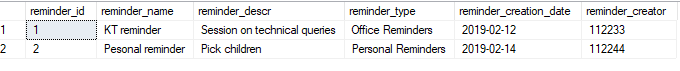 reminder_id reminder_name reminder_descr reminder_type reminder_creation_date reminder_creator
1 1 KT reminder Session on technical queries Office Reminders 2019-02-12 112233
2 2 Pesonal reminder Pick children Personal Reminders 2019-02-14 112244